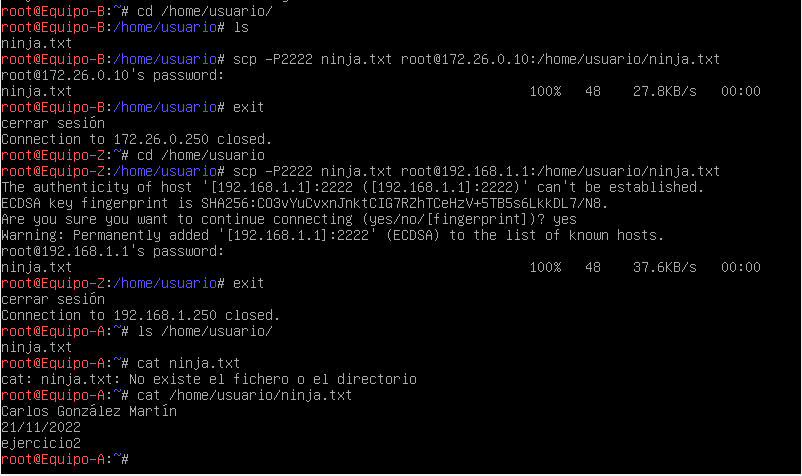 root@Equipo-B:~# cd /home/usuario/
root@Equipo-B:/home/usuario# ls
ninja.txt
root@Equipo-B:/home/usuario# scp -P2222 ninja.txt root@172.26.0.10:/home/usuario/ninja.txt
root@172.26.0.10's password:
ninja.txt 100% 48 27.8KB/s 00:00
root@Equipo-B:/home/usuario# exit
cerrar sesión
Connection to 172.26.0.250 closed.
root@Equipo-Z:~# cd /home/usuario
root@Equipo-Z:/home/usuario# scp -P2222 ninja.txt root@192.168.1.1:/home/usuario/ninja.txt
The authenticity of host '[192.168.1.1]:2222 ([192.168.1.1]:2222)' can't be established.
ECDSA key fingerprint is SHA256:CO3vYuCvxnJnktCIG7RZhTCeHzV+5TB5s6LkkDL7/N8.
Are you sure you want to continue connecting (yes/no/[fingerprint])? yes
Warning: Permanently added '[192.168.1.1]:2222' (ECDSA) to the list of known hosts.
root@192.168.1.1's password:
ninja.txt 100% 48 37.6KB/s 00:00
root@Equipo-Z:/home/usuario# exit
cerrar sesión
Connection to 192.168.1.250 closed.
root@Equipo-A:~# ls /home/usuario/
ninja.txt
root@Equipo-A:~# cat ninja.txt
cat: ninja.txt: No existe el fichero o el directorio
root@Equipo-A:~# cat /home/usuario/ninja.txt
Carlos González Martín
21/11/2022
ejercicio2
root@Equipo-A:~#